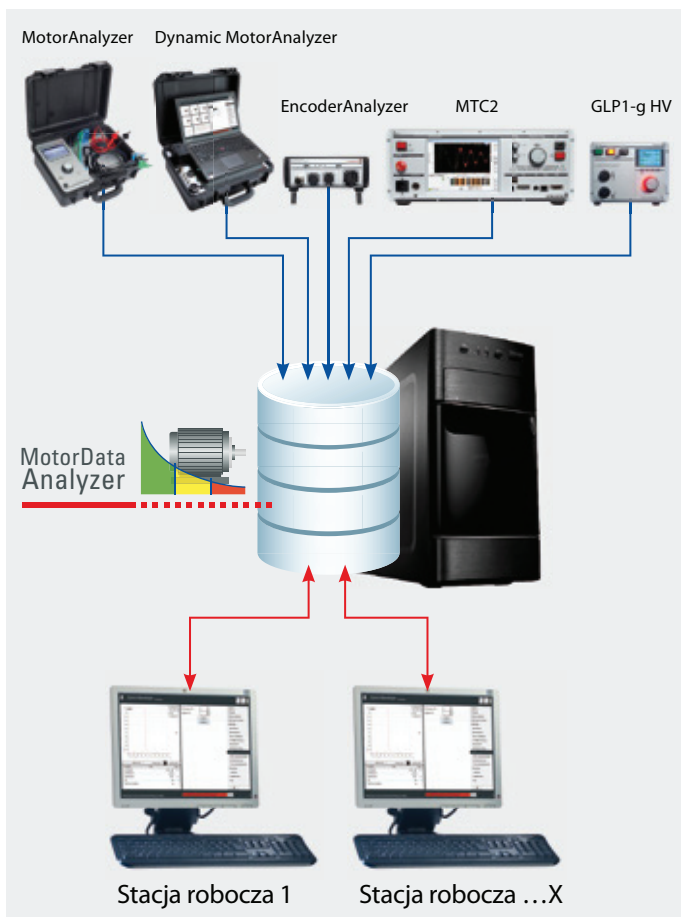 MotorAnalyzer
Dynamic MotorAnalyzer
EncoderAnalyzer
MTC2
GLP1-g HV
MotorData
Analyzer
Stacja robocza 1
Stacja robocza ...X